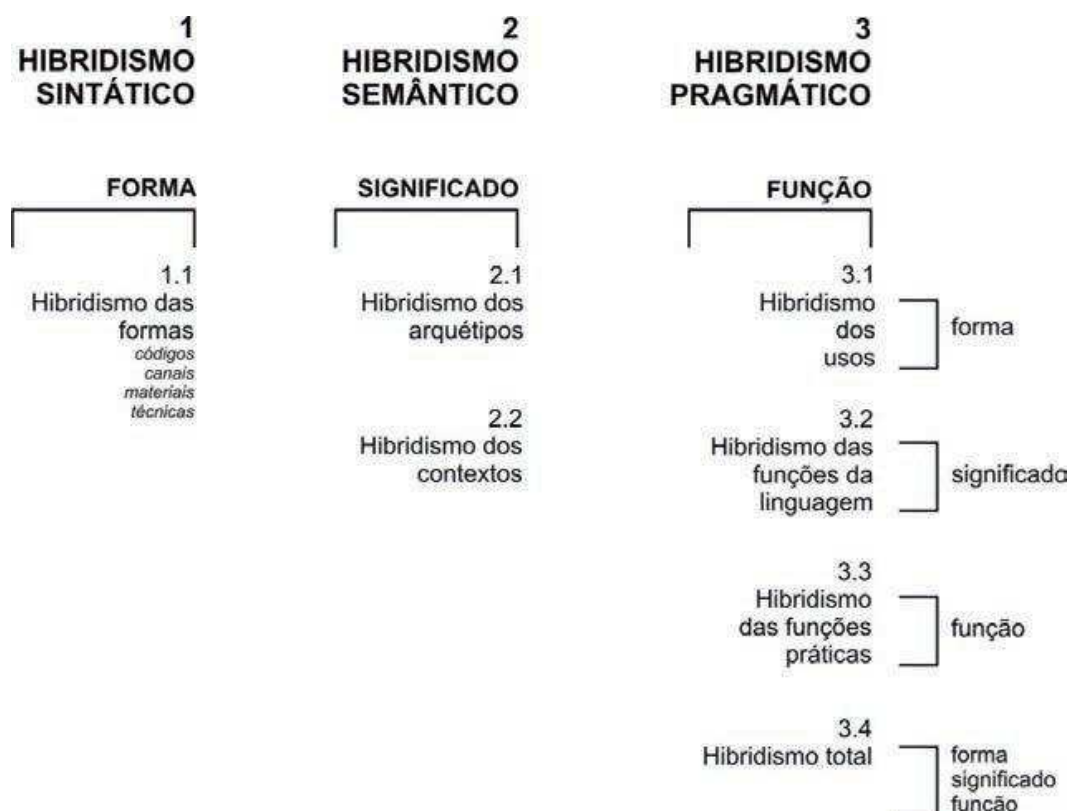 1
HIBRIDISMO
SINTÁTICO
FORMA
1.1
Hibridismo das
formas
códigos
canais
materiais
técnicas
2
HIBRIDISMO
SEMÂNTICO
SIGNIFICADO
2.1
Hibridismo dos
arquétipos
2.2
Hibridismo dos
contextos
3
HIBRIDISMO
PRAGMÁTICO
FUNÇÃO
3.1
Hibridismo
dos
usos
forma
3.2
Hibridismo das
funções da
linguagem
significado
3.3
Hibridismo
das funções
práticas
função
3.4
Hibridismo total
forma
significado
função